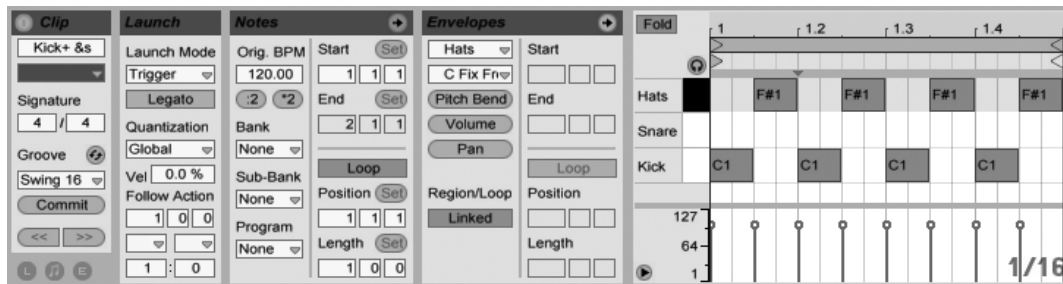 Clip
Kick+ &s
Signature
4 / 4
Groove
Swing 16
Commit
<< >>
L E
Launch
Launch Mode
Trigger
Legato
Quantization
Global
Vel 0.0 %
Follow Action
1 0 0
1 : 0
Notes
Orig. BPM
120.00
:2 *2
Bank
None
Sub-Bank
None
Program
None
Start Set
1 1 1
End Set
2 1 1
Loop
Position Set
1 1 1
Length Set
1 0 0
Envelopes
Hats
C Fix Fre
Pitch Bend
Volume
Pan
Region/Loop
Linked
Start
End
Loop
Position
Length
Fold
1 1.2 1.3 1.4
Hats F#1 F#1 F#1 F#1
Snare
Kick C1 C1 C1 C1
127
64
1
1/16